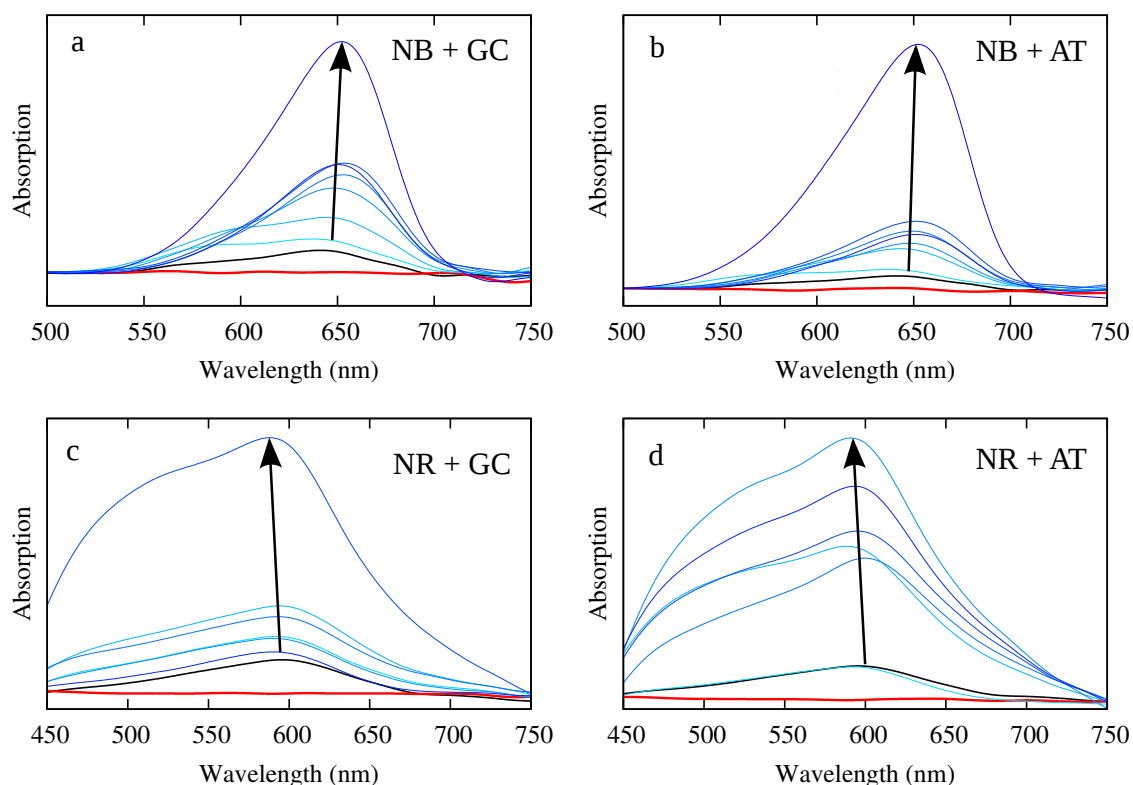 a
NB + GC
Absorption
500 550 600 650 700 750
Wavelength (nm)
b
NB + AT
Absorption
500 550 600 650 700 750
Wavelength (nm)
c
NR + GC
Absorption
450 500 550 600 650 700 750
Wavelength (nm)
d
NR + AT
Absorption
450 500 550 600 650 700 750
Wavelength (nm)